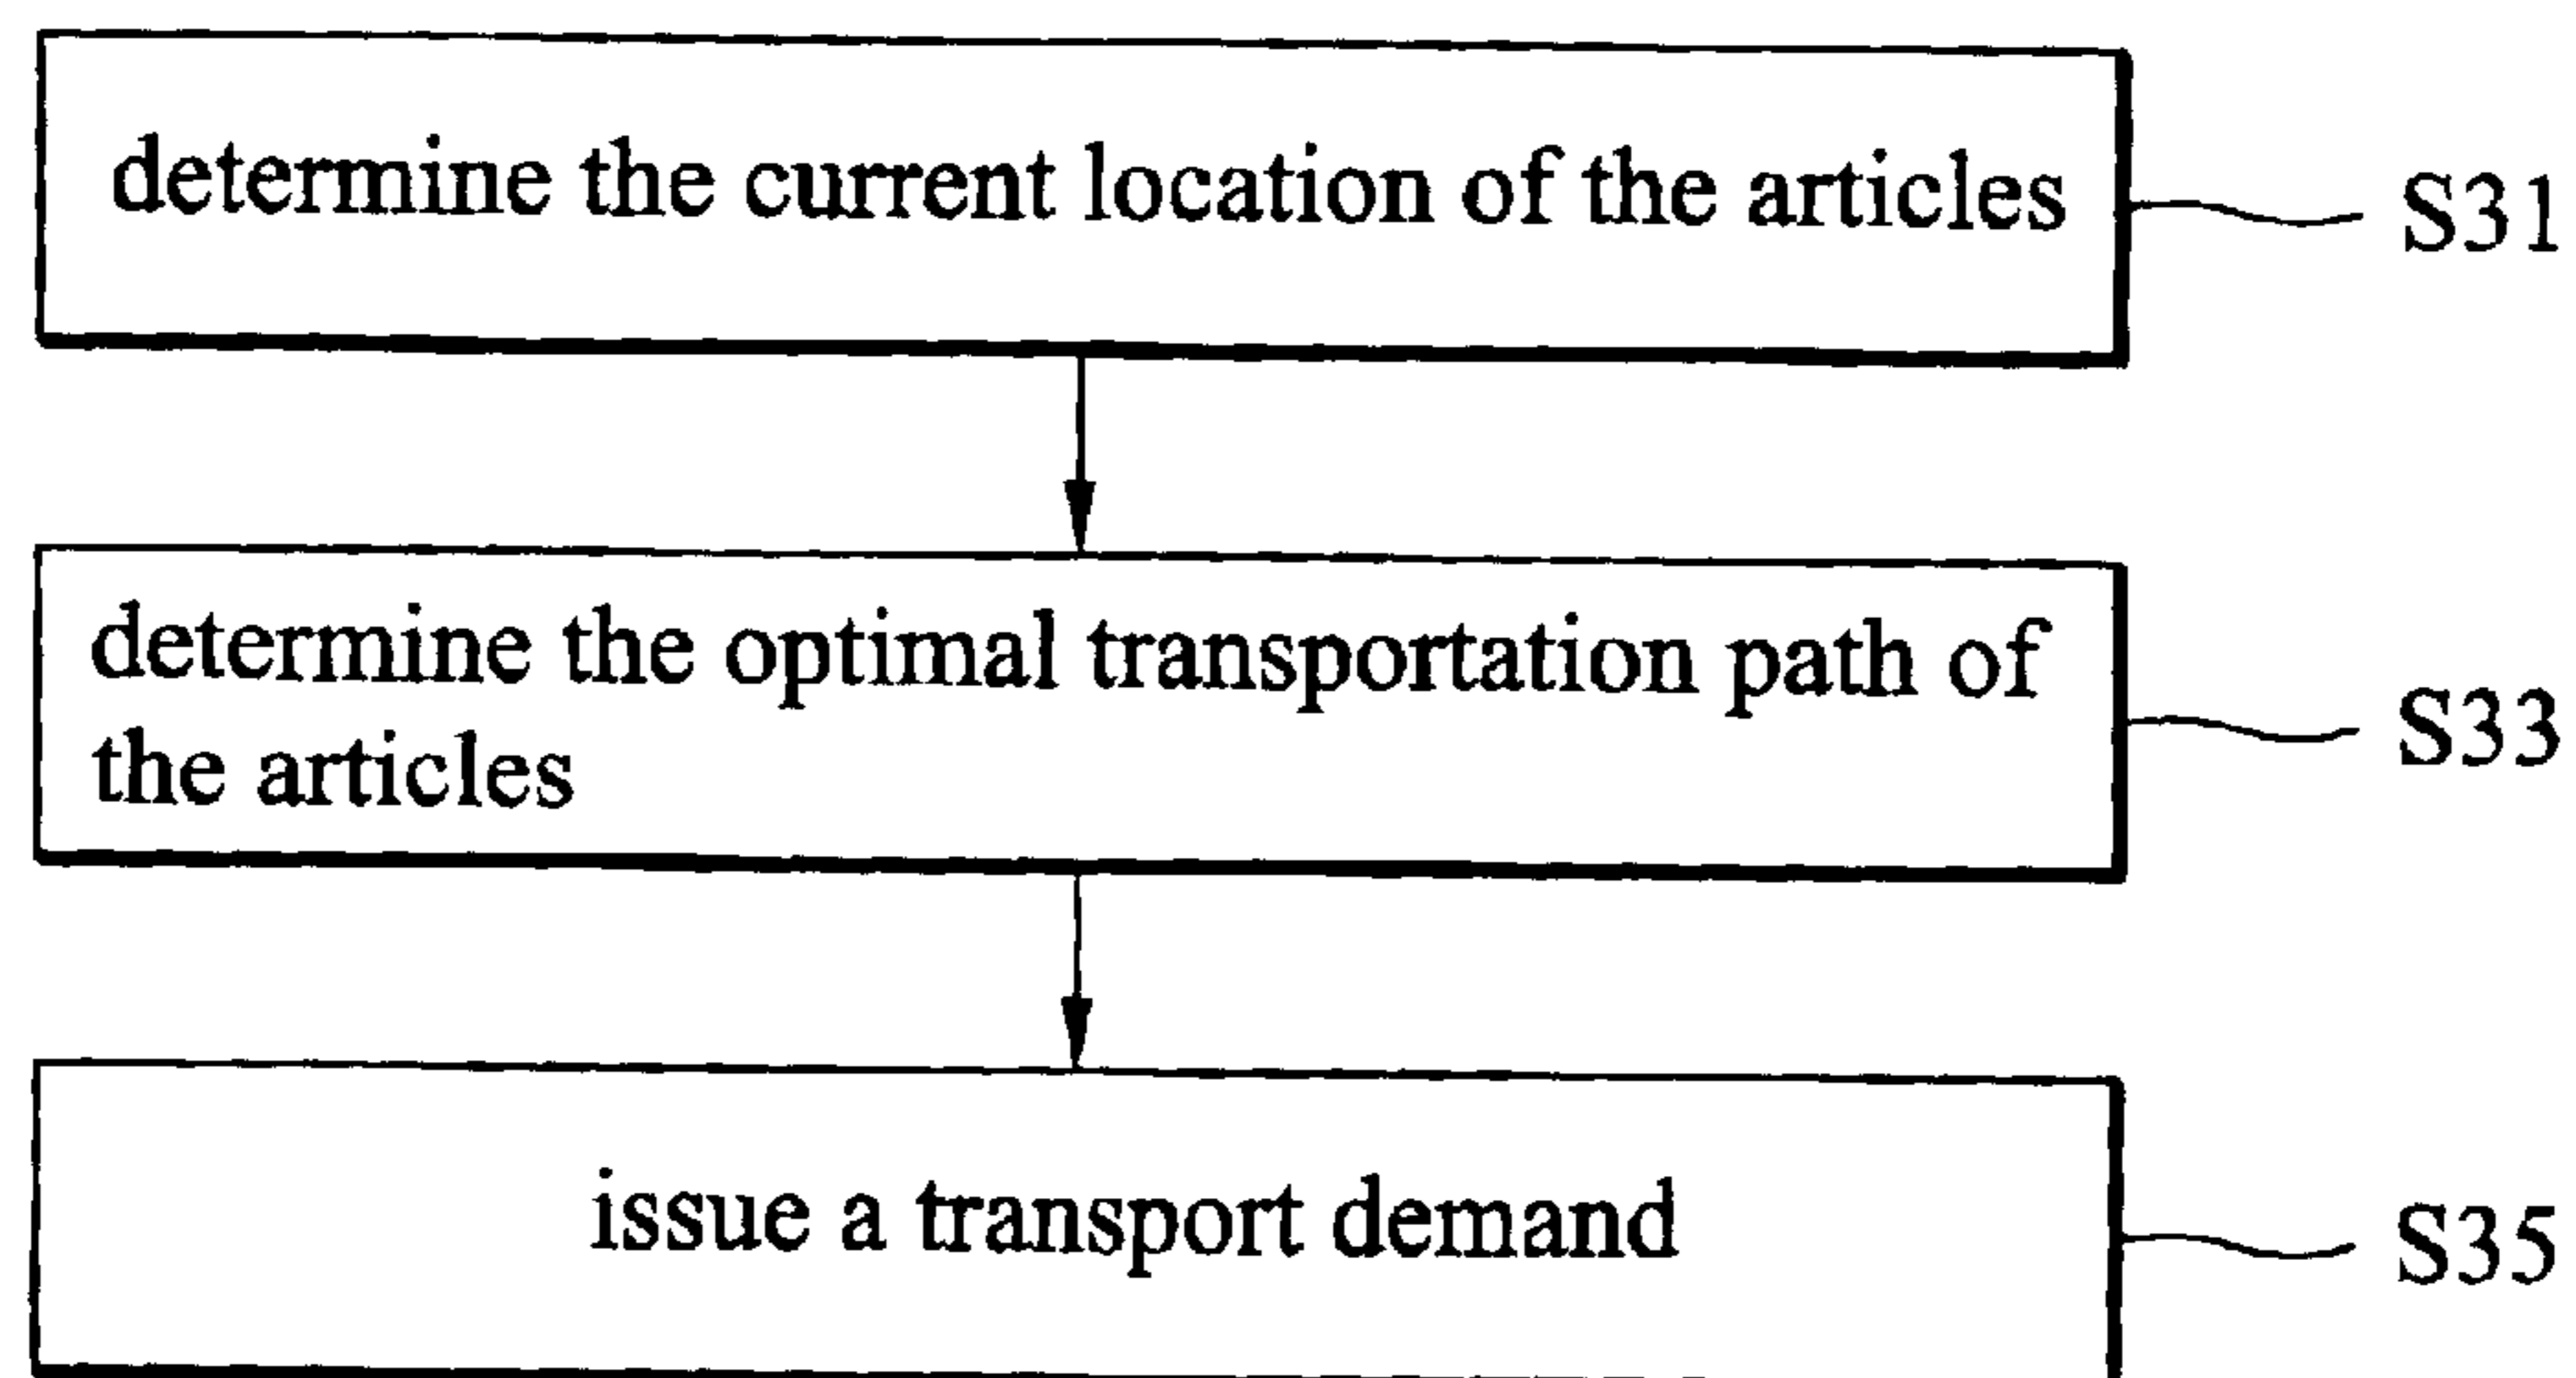 determine the current location of the articles
S31
determine the optimal transportation path of
the articles
S33
issue a transport demand
S35